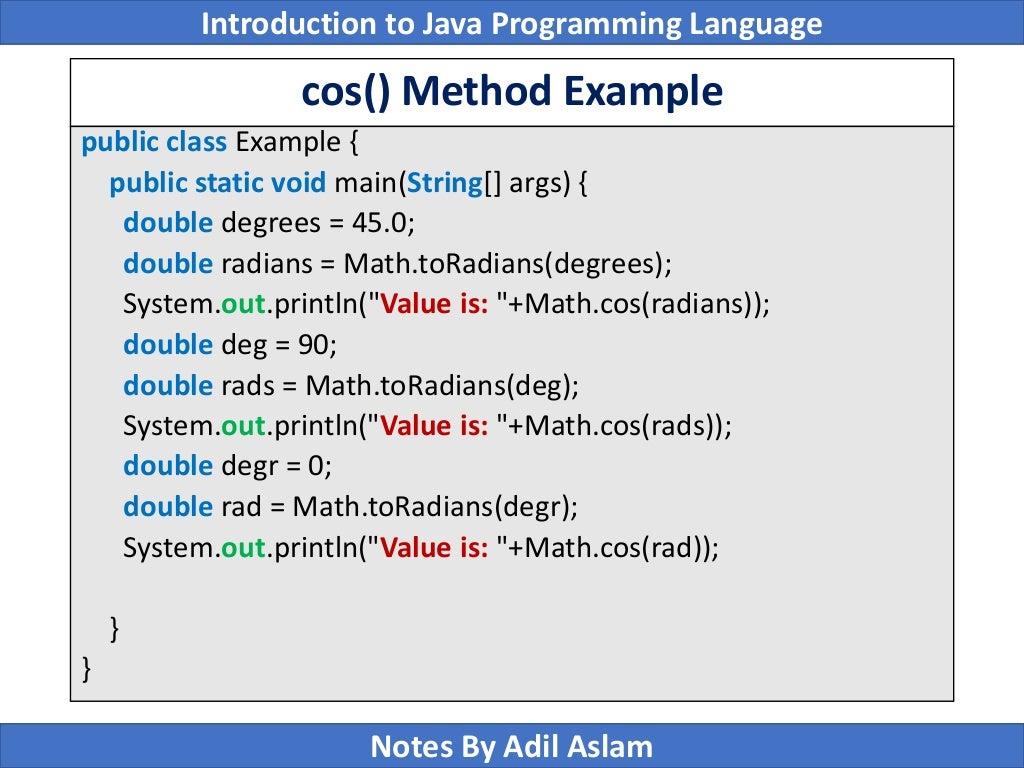 Introduction to Java Programming Language
cos() Method Example
public class Example {
public static void main(String[] args) {
double degrees = 45.0;
double radians = Math.toRadians(degrees);
System.out.println("Value is: "+Math.cos(radians));
double deg = 90;
double rads = Math.toRadians(deg);
System.out.println("Value is: "+Math.cos(rads));
double degr = 0;
double rad = Math.toRadians(degr);
System.out.println("Value is: "+Math.cos(rad));
}
}
Notes By Adil Aslam